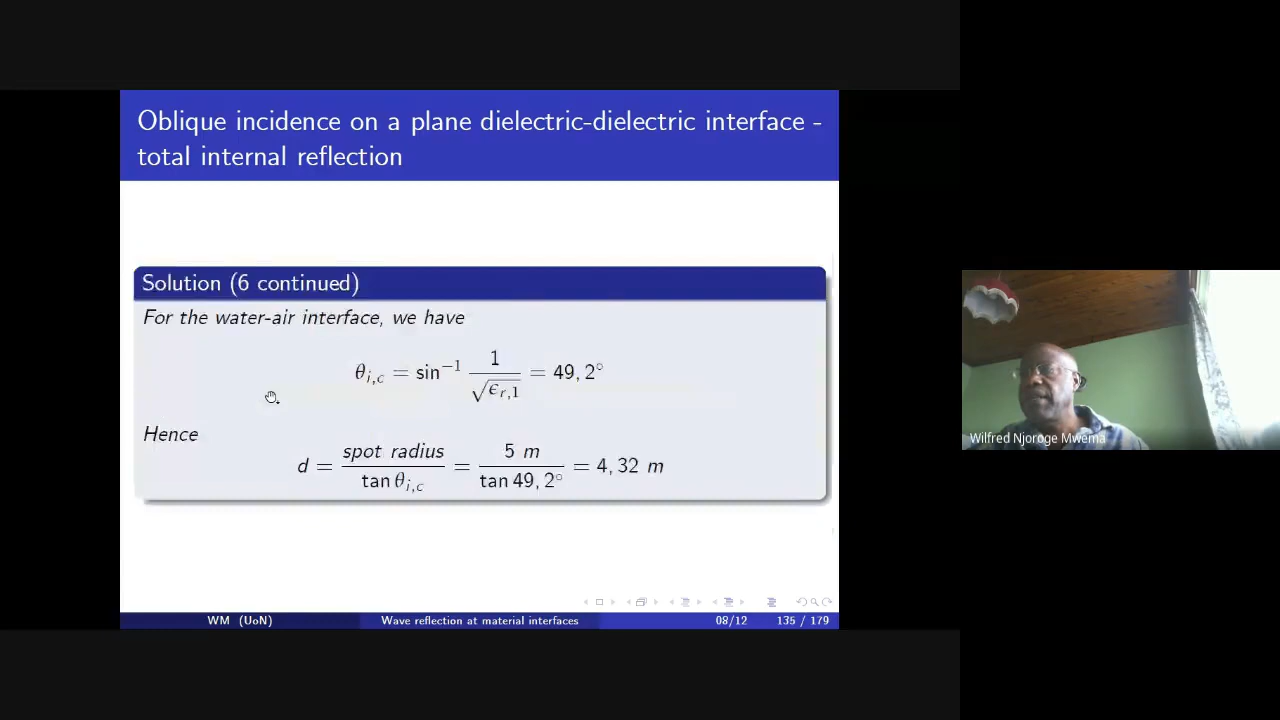 Oblique incidence on a plane dielectric-dielectric interface -
total internal reflection
Solution (6 continued)
For the water-air interface, we have
θ_{i,c} = sin⁻¹ 1/√ϵ_{r,1} = 49, 2°
Hence
d = spot radius/tan θ_{i,c} = 5 m/tan 49, 2° = 4, 32 m
WM (UoN) Wave reflection at material interfaces 08/12 135 / 179
Wilfred Njoroge Mwema